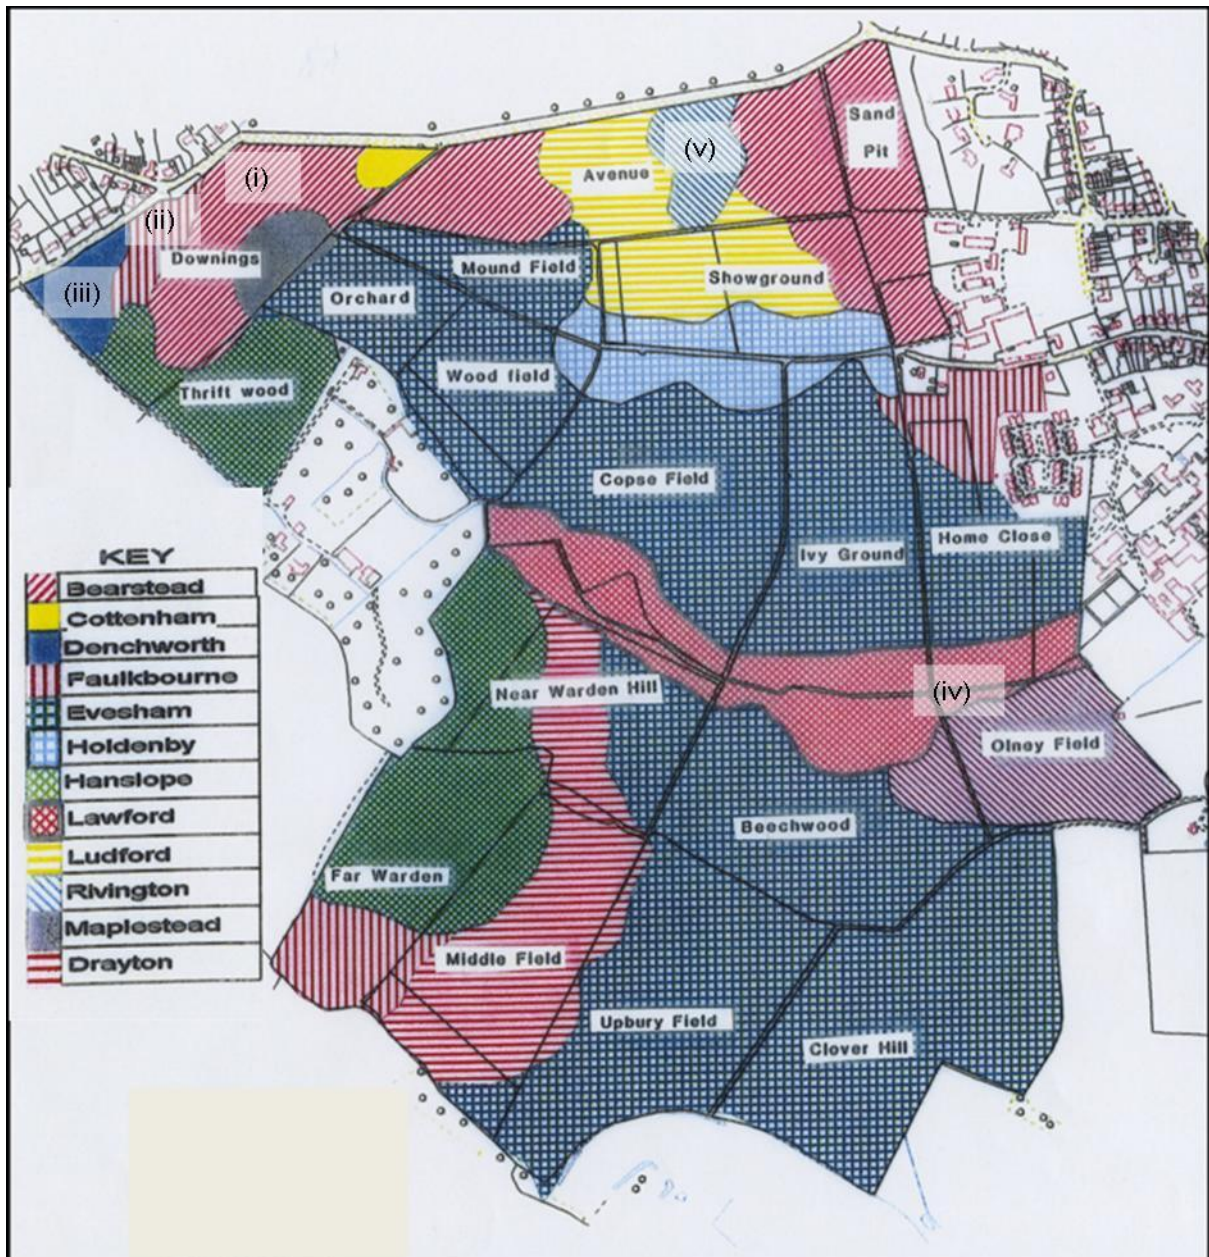 Sand
Pit
(v)
Avenue
(i)
(ii)
Downings
(iii)
Mound Field
Showground
Orchard
Wood field
Thrift wood
Copse Field
Ivy Ground
Home Close
Near Warden Hill
(iv)
Olney Field
Beechwood
Far Warden
Middle Field
Upbury Field
Clover Hill
KEY
Bearstead
Cottenham
Denchworth
Faulkbourne
Evesham
Holdenby
Hanslope
Lawford
Ludford
Rivington
Maplestead
Drayton